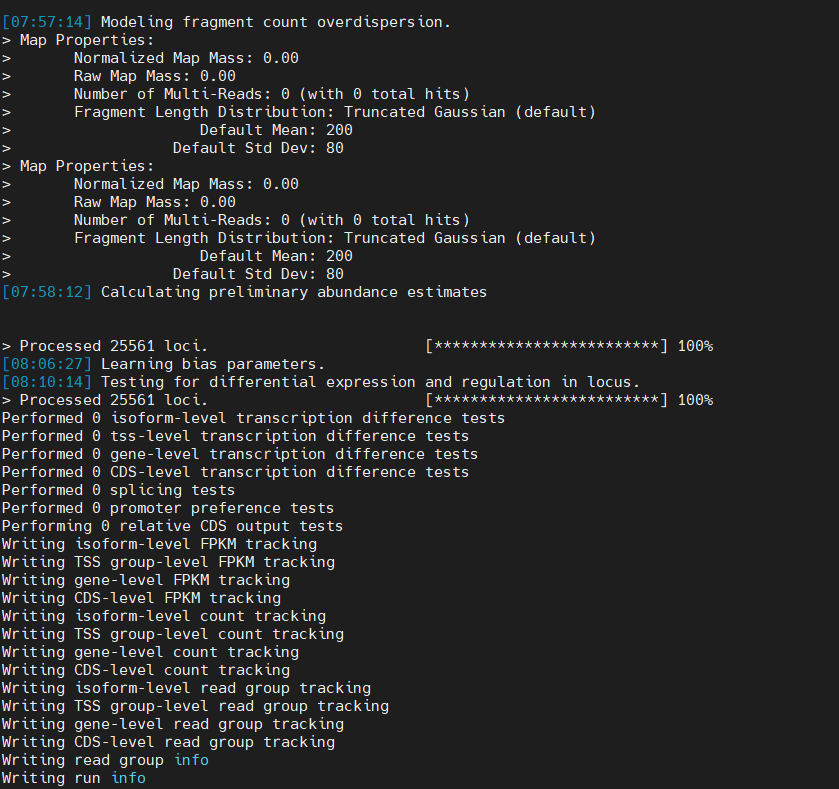 [07:57:14] Modeling fragment count overdispersion.
> Map Properties:
>       Normalized Map Mass: 0.00
>       Raw Map Mass: 0.00
>       Number of Multi-Reads: 0 (with 0 total hits)
>       Fragment Length Distribution: Truncated Gaussian (default)
>                     Default Mean: 200
>                  Default Std Dev: 80
> Map Properties:
>       Normalized Map Mass: 0.00
>       Raw Map Mass: 0.00
>       Number of Multi-Reads: 0 (with 0 total hits)
>       Fragment Length Distribution: Truncated Gaussian (default)
>                     Default Mean: 200
>                  Default Std Dev: 80
[07:58:12] Calculating preliminary abundance estimates
> Processed 25561 loci.                        [*************************] 100%
[08:06:27] Learning bias parameters.
[08:10:14] Testing for differential expression and regulation in locus.
> Processed 25561 loci.                        [*************************] 100%
Performed 0 isoform-level transcription difference tests
Performed 0 tss-level transcription difference tests
Performed 0 gene-level transcription difference tests
Performed 0 CDS-level transcription difference tests
Performed 0 splicing tests
Performed 0 promoter preference tests
Performing 0 relative CDS output tests
Writing isoform-level FPKM tracking
Writing TSS group-level FPKM tracking
Writing gene-level FPKM tracking
Writing CDS-level FPKM tracking
Writing isoform-level count tracking
Writing TSS group-level count tracking
Writing gene-level count tracking
Writing CDS-level count tracking
Writing isoform-level read group tracking
Writing TSS group-level read group tracking
Writing gene-level read group tracking
Writing CDS-level read group tracking
Writing read group info
Writing run info